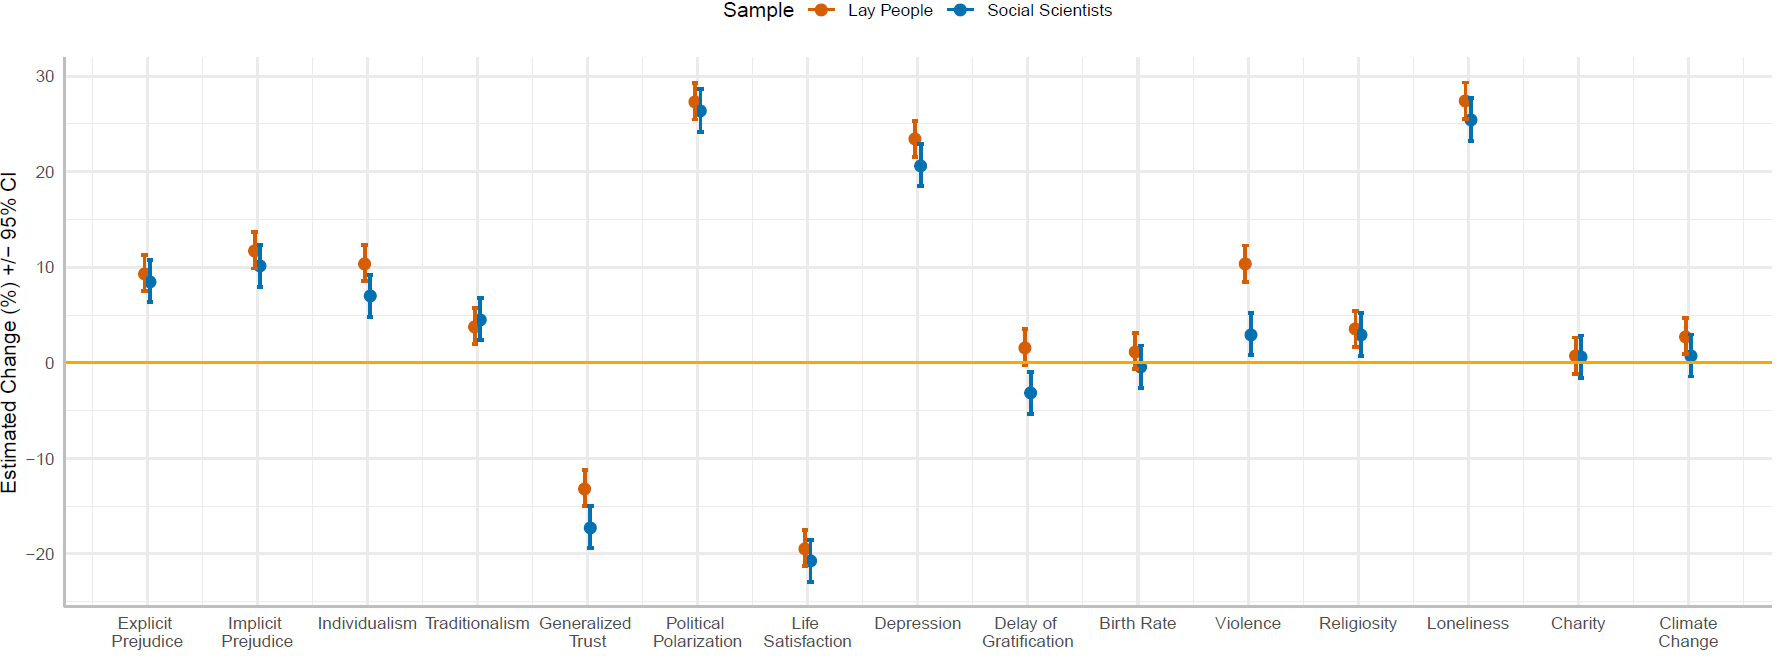 Sample Lay People Social Scientists
Estimated Change (%) +/− 95% CI
30
20
10
0
−10
−20
Explicit Prejudice
Implicit Prejudice
Individualism
Traditionalism
Generalized Trust
Political Polarization
Life Satisfaction
Depression
Delay of Gratification
Birth Rate
Violence
Religiosity
Loneliness
Charity
Climate Change